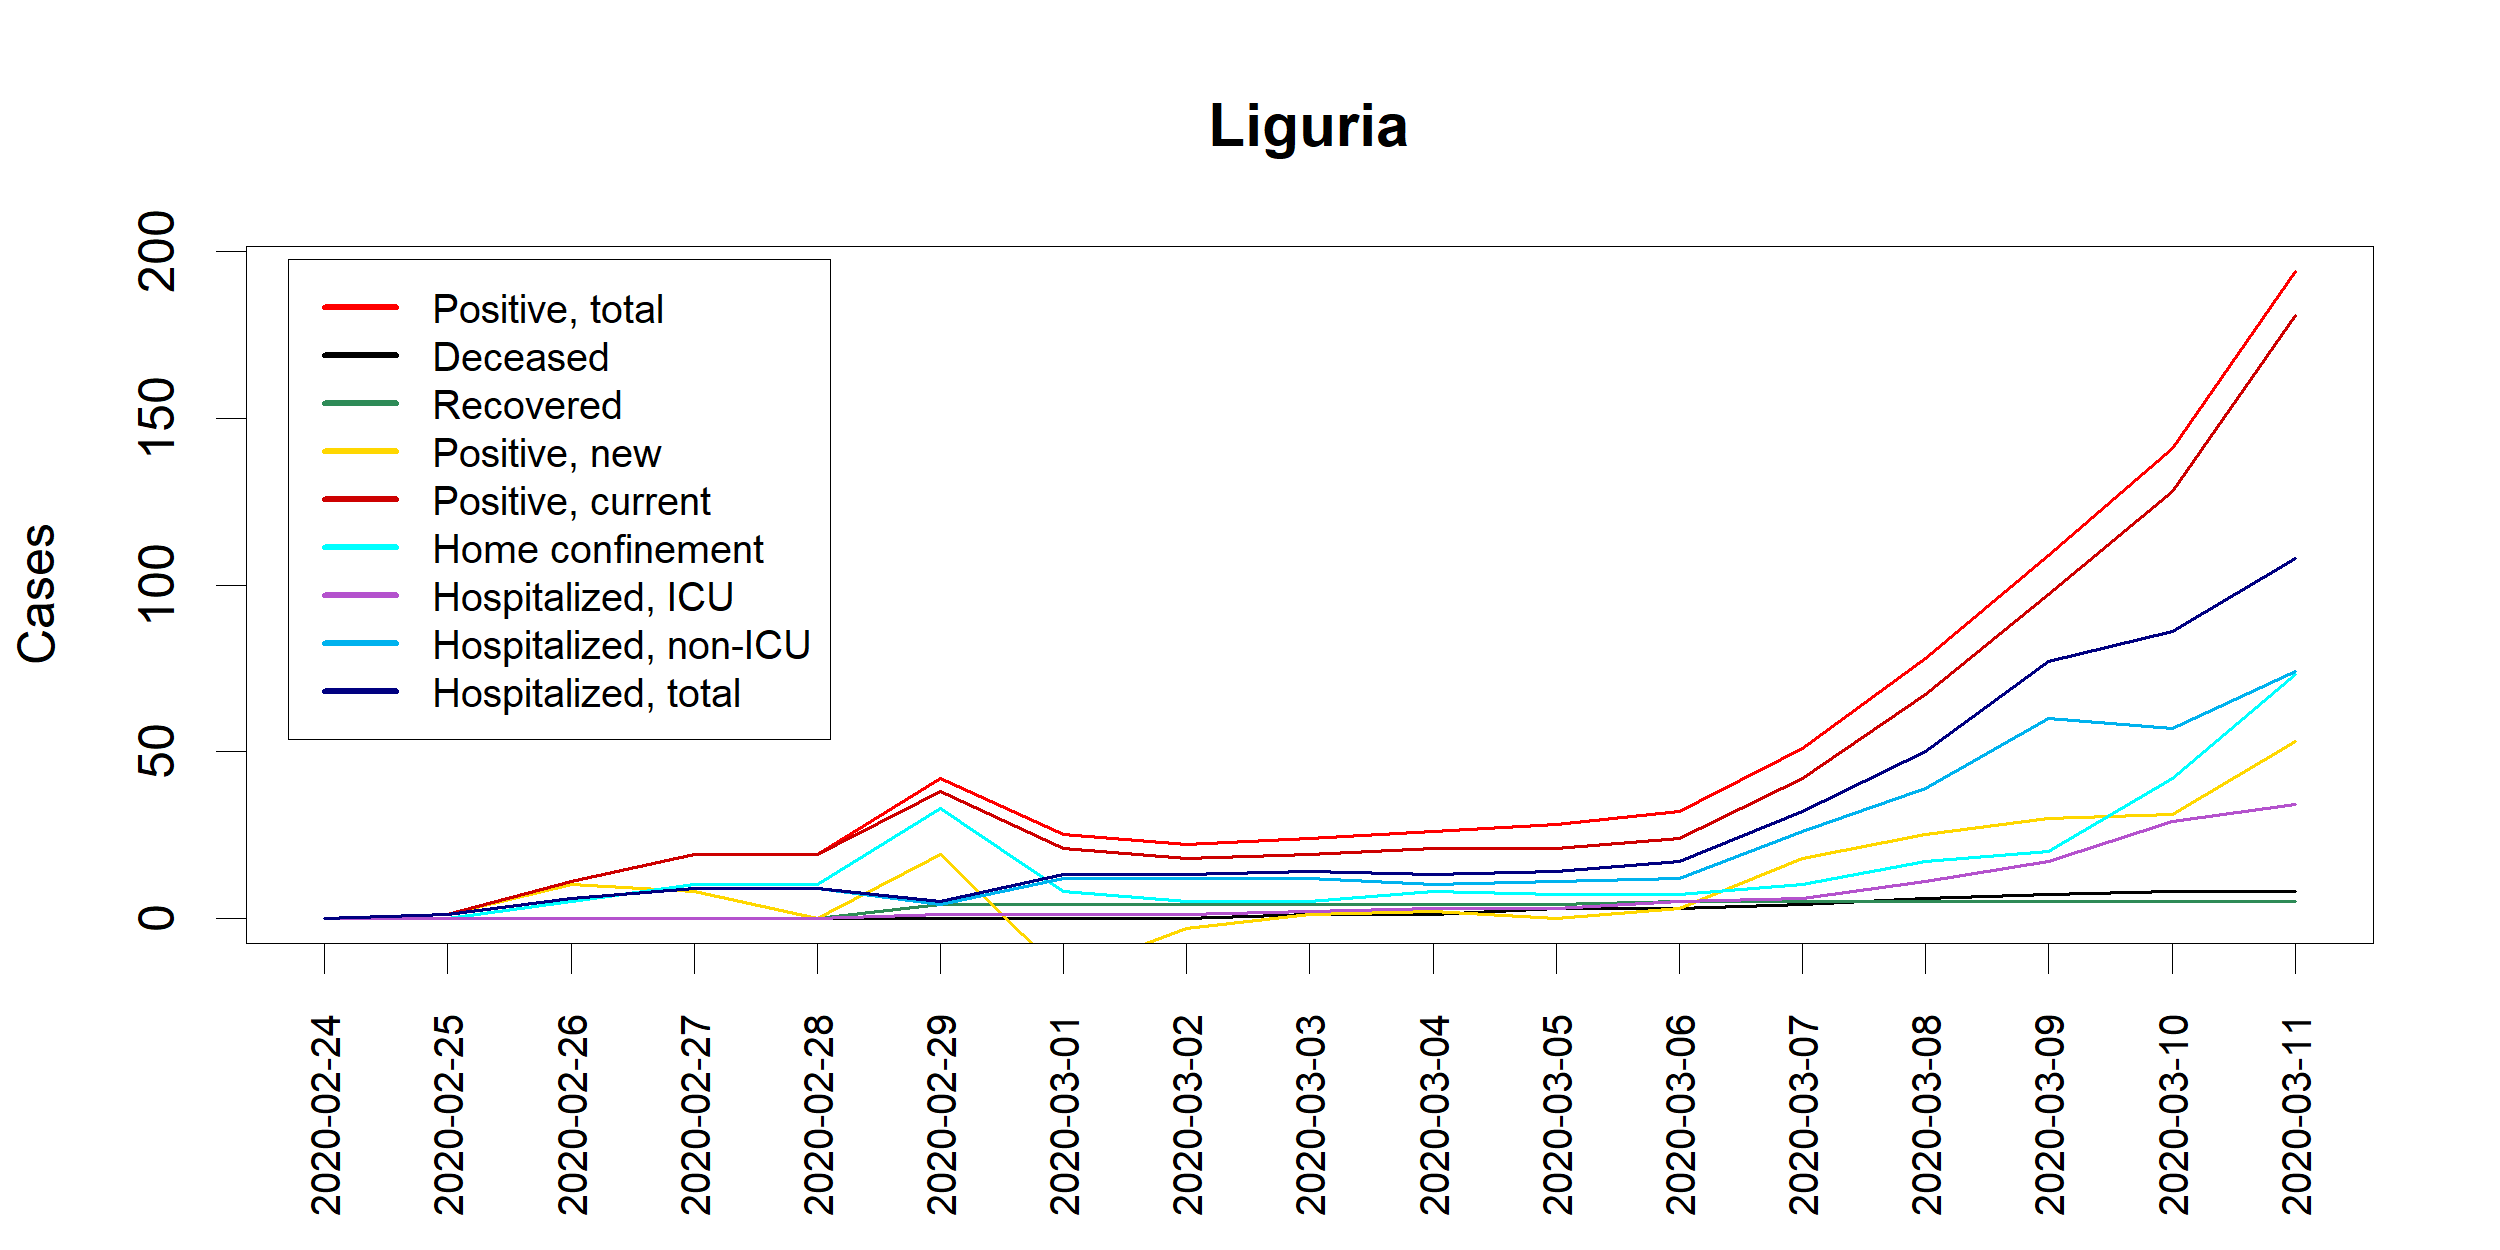 Liguria
Cases
200
150
100
50
0
Positive, total
Deceased
Recovered
Positive, new
Positive, current
Home confinement
Hospitalized, ICU
Hospitalized, non-ICU
Hospitalized, total
2020-02-24
2020-02-25
2020-02-26
2020-02-27
2020-02-28
2020-02-29
2020-03-01
2020-03-02
2020-03-03
2020-03-04
2020-03-05
2020-03-06
2020-03-07
2020-03-08
2020-03-09
2020-03-10
2020-03-11